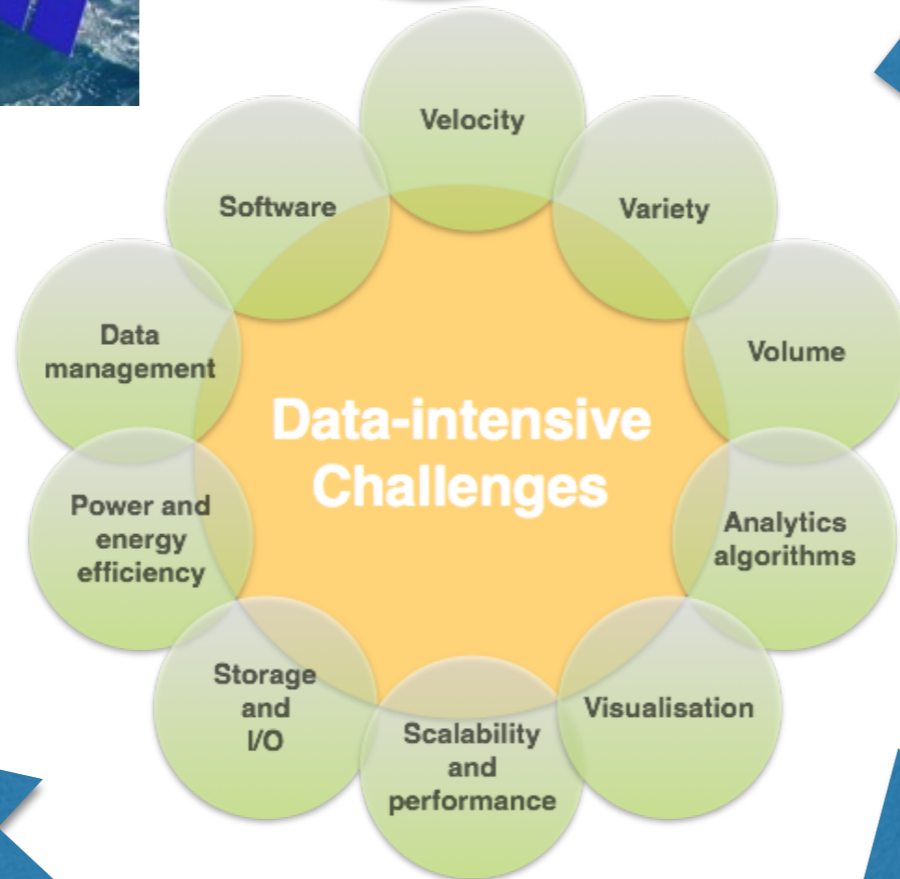 Velocity
Software
Variety
Data
management
Volume
Data-intensive
Challenges
Power and
energy
efficiency
Analytics
algorithms
Storage
and
I/O
Visualisation
Scalability
and
performance